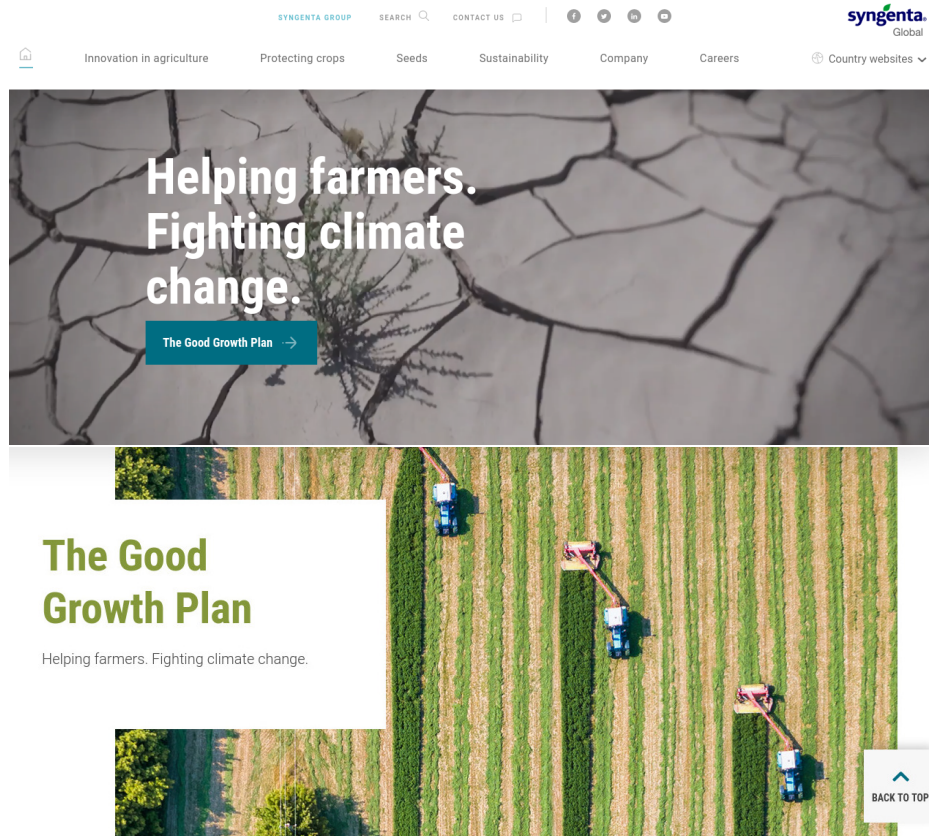 SYNGENTA GROUP
SEARCH
CONTACT US
syngenta®
Global
Innovation in agriculture
Protecting crops
Seeds
Sustainability
Company
Careers
Country websites
Helping farmers.
Fighting climate
change.
The Good Growth Plan
The Good
Growth Plan
Helping farmers. Fighting climate change.
BACK TO TOP